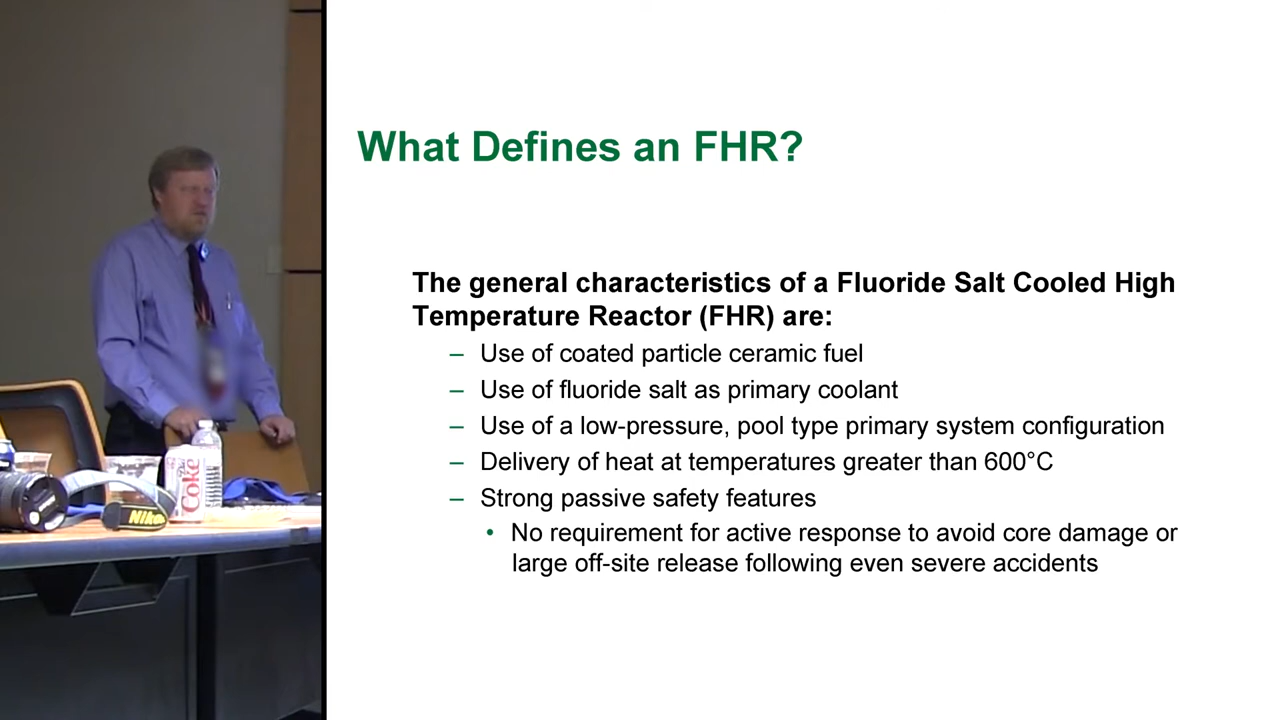 What Defines an FHR?
The general characteristics of a Fluoride Salt Cooled High
Temperature Reactor (FHR) are:
– Use of coated particle ceramic fuel
– Use of fluoride salt as primary coolant
– Use of a low-pressure, pool type primary system configuration
– Delivery of heat at temperatures greater than 600°C
– Strong passive safety features
• No requirement for active response to avoid core damage or
large off-site release following even severe accidents
Coke
Niko